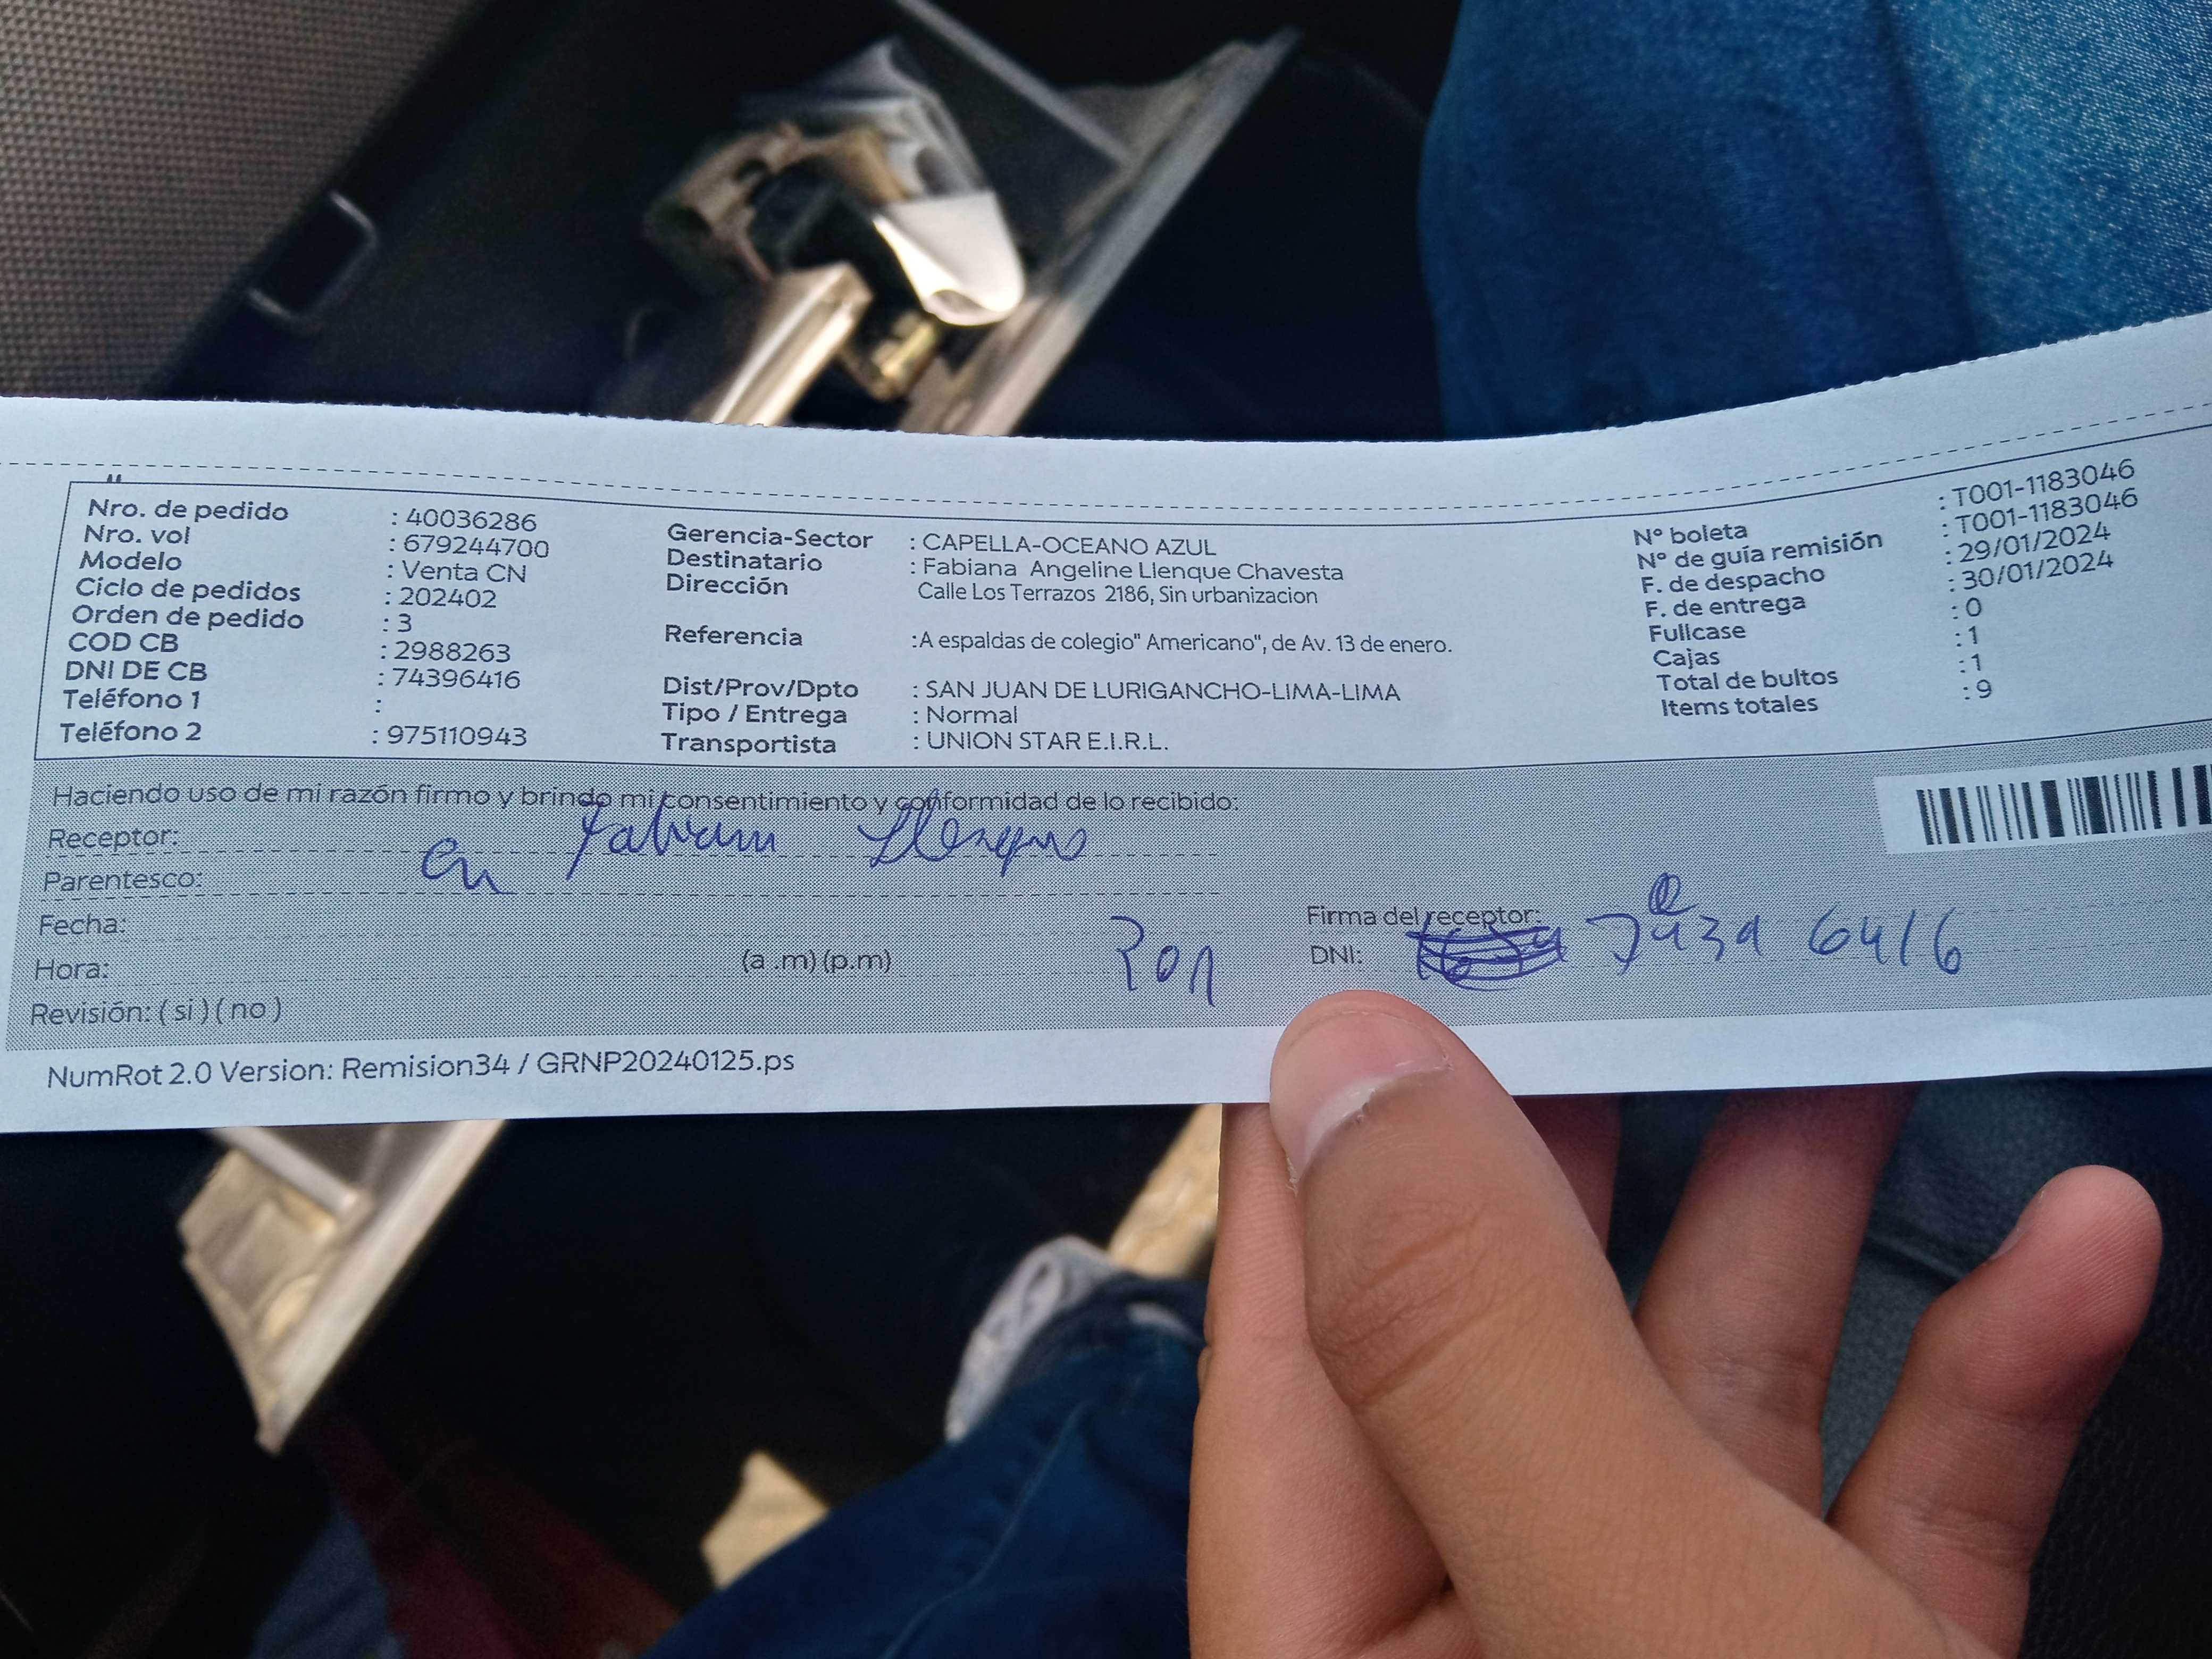 Nro. de pedido : 40036286
Nro. vol : 679244700
Modelo : Venta CN
Ciclo de pedidos : 202402
Orden de pedido : 3
COD CB : 2988263
DNI DE CB : 74396416
Teléfono 1 :
Teléfono 2 : 975110943
Gerencia-Sector : CAPELLA-OCEANO AZUL
Destinatario : Fabiana Angeline Llenque Chavesta
Dirección Calle Los Terrazos 2186, Sin urbanizacion
Referencia :A espaldas de colegio" Americano", de Av. 13 de enero.
Dist/Prov/Dpto : SAN JUAN DE LURIGANCHO-LIMA-LIMA
Tipo / Entrega : Normal
Transportista : UNION STAR E.I.R.L.
Nº boleta : T001-1183046
Nº de guía remisión : T001-1183046
F. de despacho : 29/01/2024
F. de entrega : 30/01/2024
Fullcase : 0
Cajas : 1
Total de bultos : 1
Items totales : 9
Haciendo uso de mi razón firmo y brindo mi consentimiento y conformidad de lo recibido:
Receptor:
Parentesco:
Fecha:
Hora: (a .m) (p.m)
Revisión: ( si ) ( no )
Firma del receptor:
DNI: 6416
NumRot 2.0 Version: Remision34 / GRNP20240125.ps